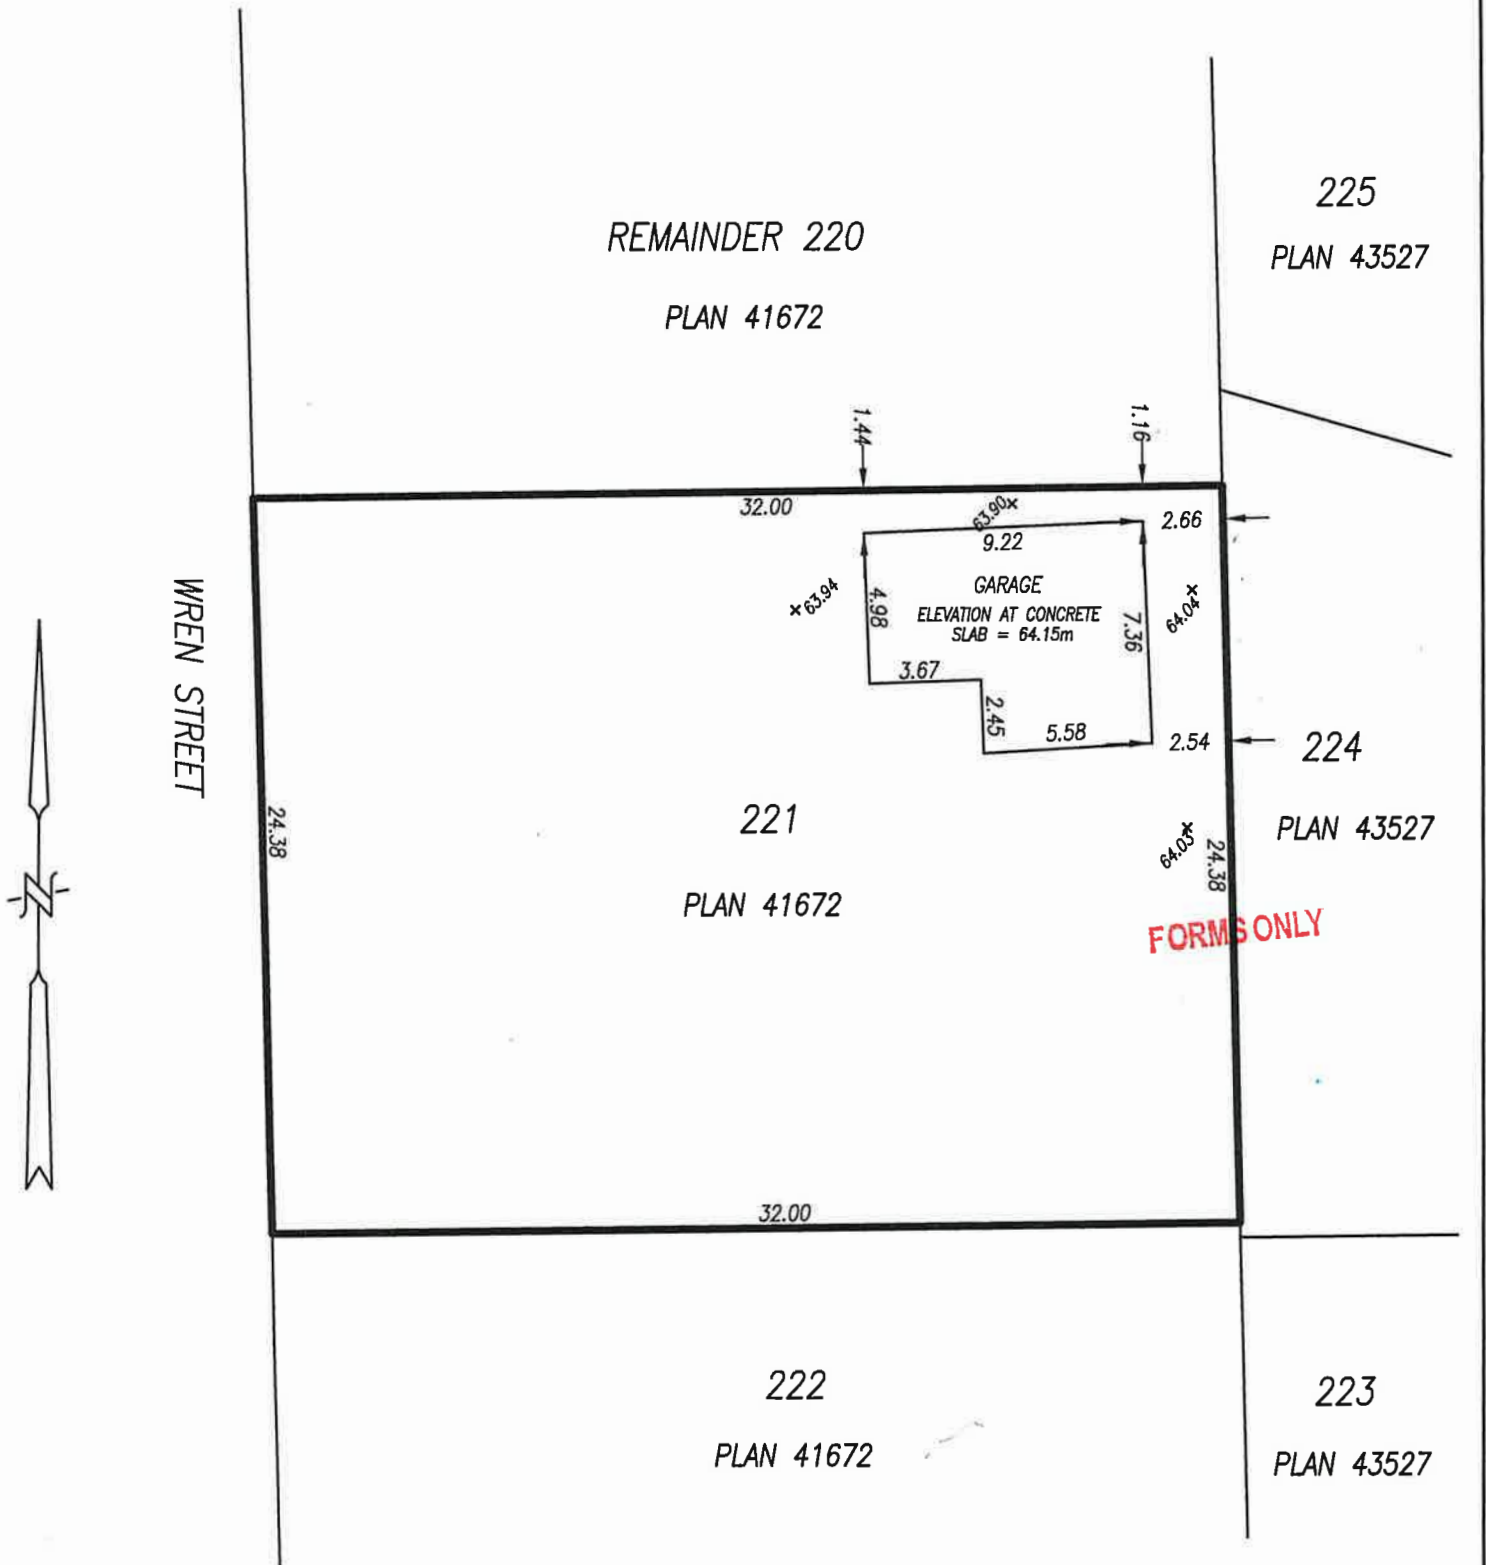 225
PLAN 43527
REMAINDER 220
PLAN 41672
1.44
1.16
32.00
63.90
2.66
9.22
GARAGE
ELEVATION AT CONCRETE
SLAB = 64.15m
63.94
4.98
7.36
64.04
3.67
2.45
5.58
2.54
WREN STREET
24.38
221
PLAN 41672
224
PLAN 43527
64.03
24.38
FORMS ONLY
N
32.00
222
PLAN 41672
223
PLAN 43527